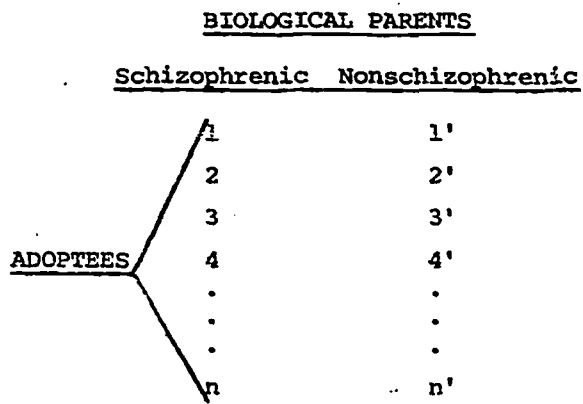 BIOLOGICAL PARENTS
Schizophrenic Nonschizophrenic
1 1'
2 2'
3 3'
ADOPTEES 4 4'
. .
. .
. .
n n'